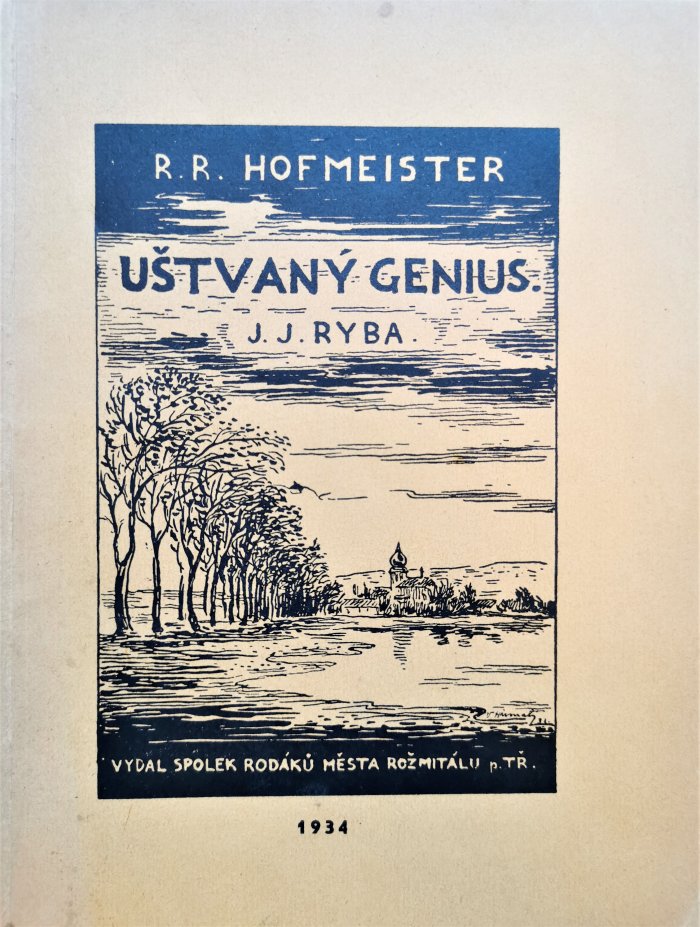 R.R. HOFMEISTER
UŠTVANÝ GENIUS.
J.J. RYBA.
VYDAL SPOLEK RODÁKŮ MĚSTA ROŽMITÁLU p. TŘ.
1934